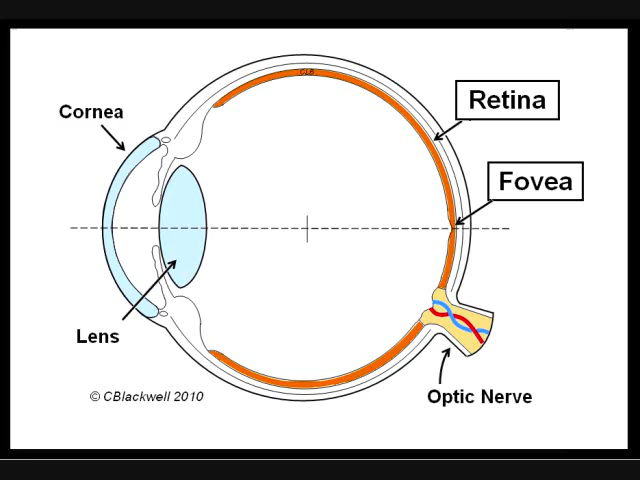 Retina
Cornea
Fovea
Lens
© CBlackwell 2010
Optic Nerve